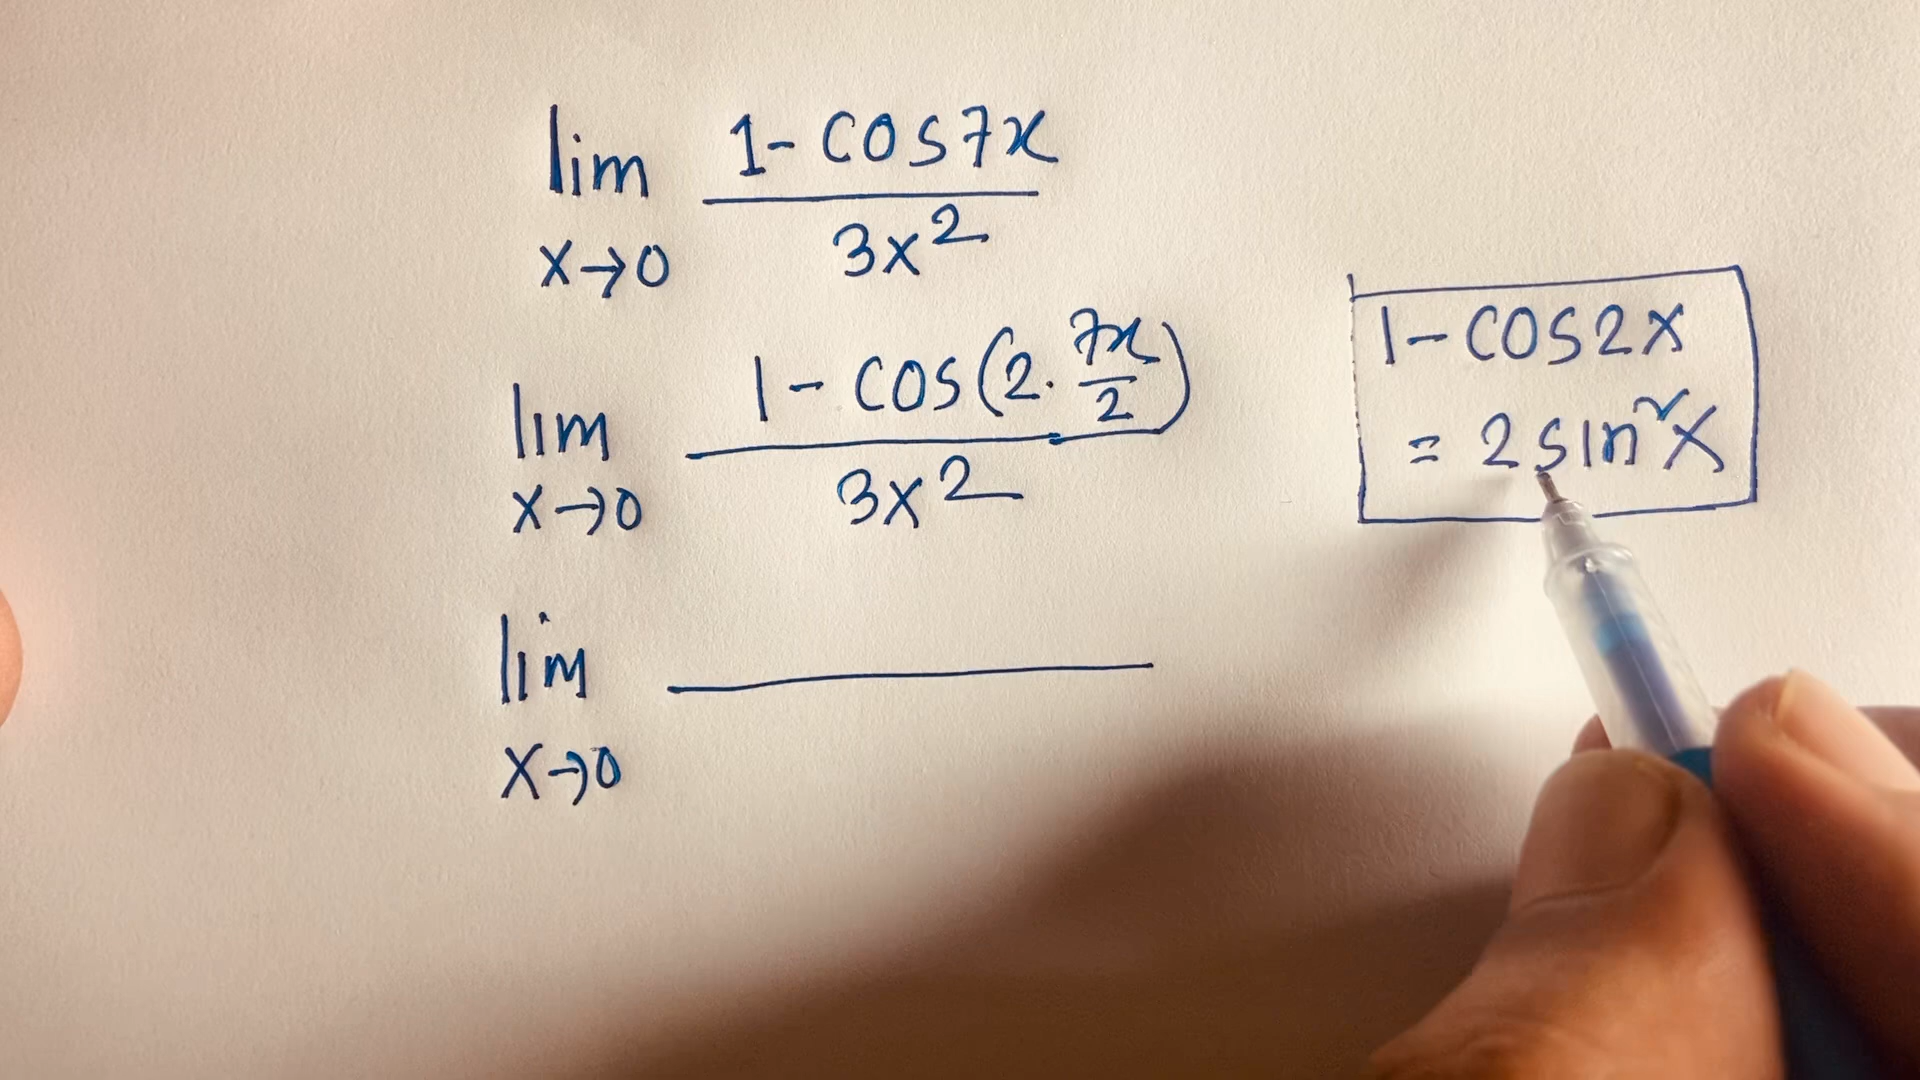 lim 1-cos7x
x→0 3x²
lim 1-cos(2·7x/2)
x→0 3x²
1-cos2x
= 2sin²x
lim
x→0